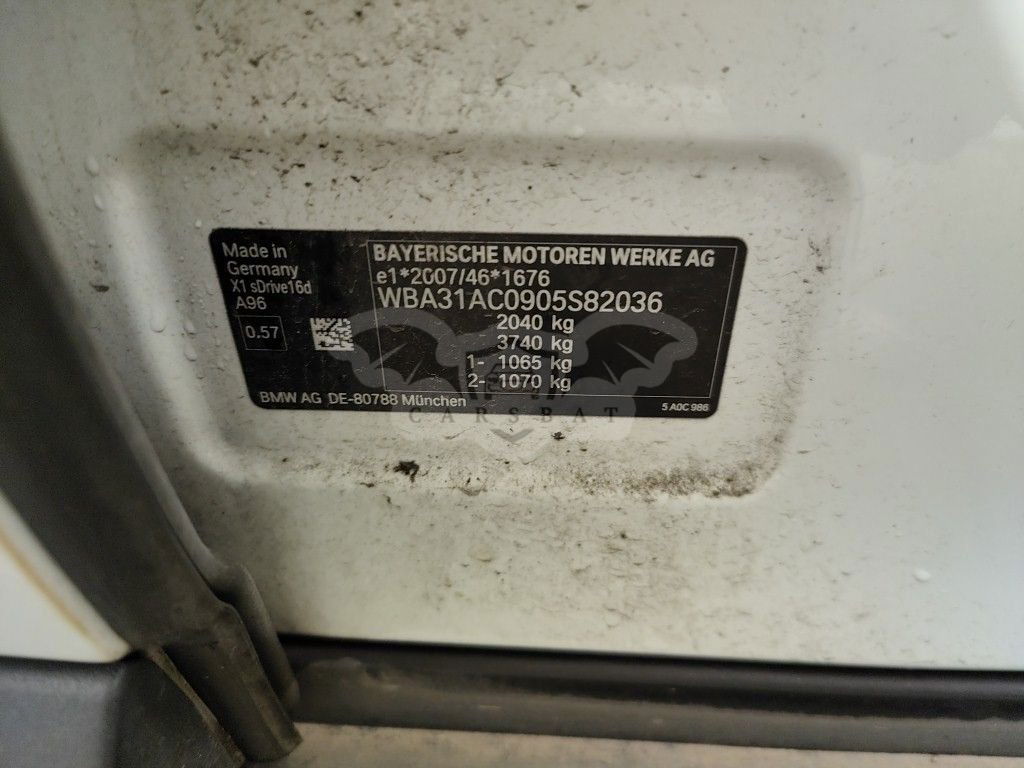 Made in
Germany
X1 sDrive16d
A96
0.57
BAYERISCHE MOTOREN WERKE AG
e1*2007/46*1676
WBA31AC0905S82036
2040 kg
3740 kg
1- 1065 kg
2- 1070 kg
BMW AG DE-80788 München
5 A0C 986
CARSBAT